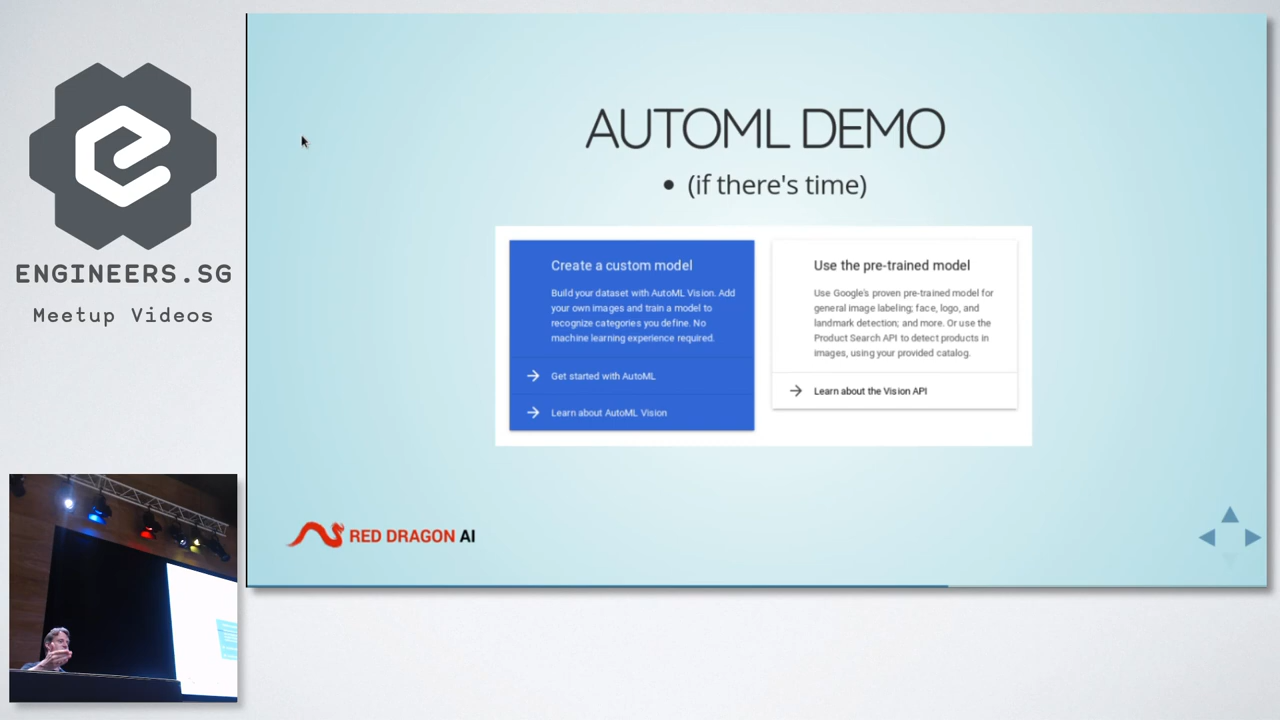 ENGINEERS.SG
Meetup Videos
AUTOML DEMO
• (if there's time)
Create a custom model
Build your dataset with AutoML Vision. Add
your own images and train a model to
recognize categories you define. No
machine learning experience required.
Get started with AutoML
Learn about AutoML Vision
Use the pre-trained model
Use Google's proven pre-trained model for
general image labeling; face, logo, and
landmark detection; and more. Or use the
Product Search API to detect products in
images, using your provided catalog.
Learn about the Vision API
RED DRAGON AI